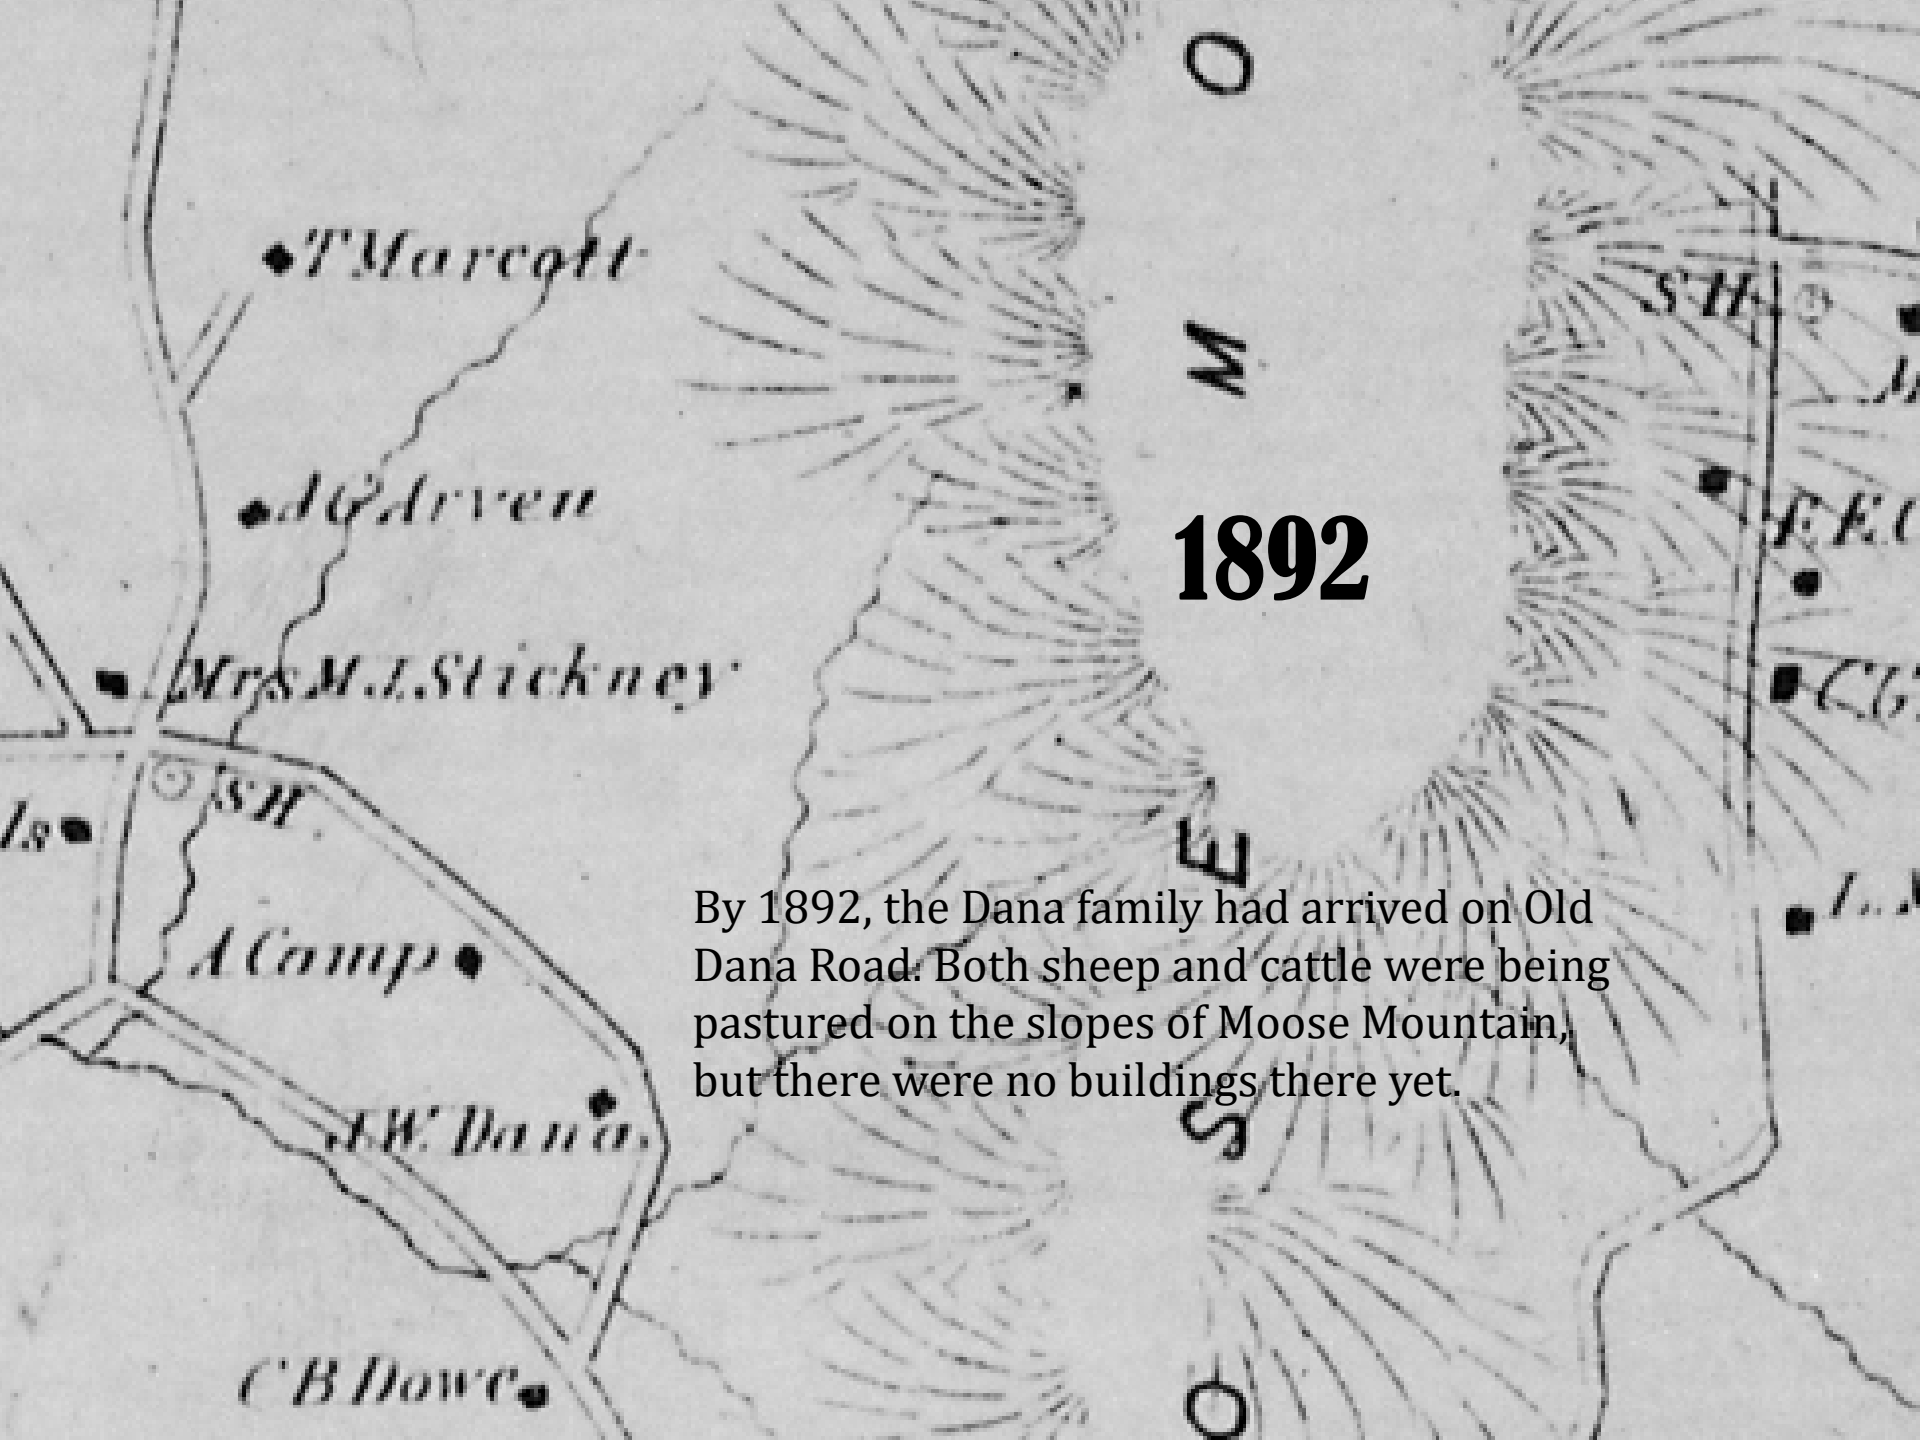 O
T Marcott
M
SH
A G Arven
1892
Mrs M.J. Stickney
SH
E
By 1892, the Dana family had arrived on Old
Dana Road. Both sheep and cattle were being
pastured on the slopes of Moose Mountain,
but there were no buildings there yet.
A Camp
S
J.W. Dana.
C B Dowe
O